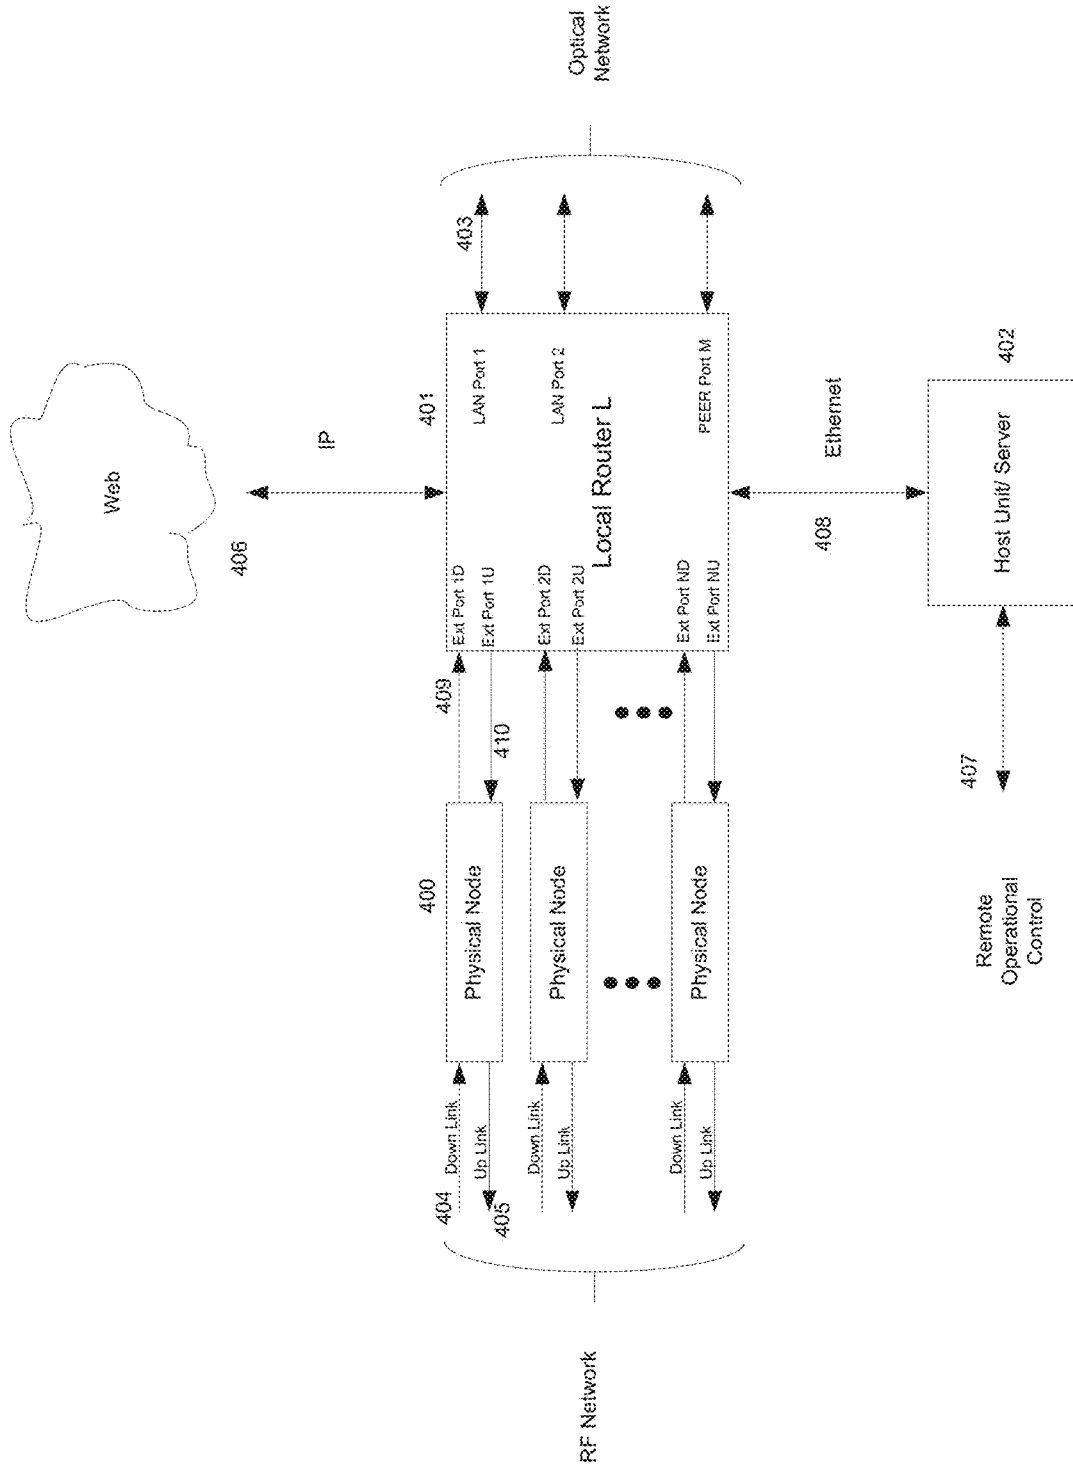 Web
406
IP
401
Ext Port 1D
Ext Port 1U
Ext Port 2D
Ext Port 2U
Ext Port ND
Ext Port NU
Local Router L
LAN Port 1
LAN Port 2
PEER Port M
403
Optical
Network
409
410
400
Physical Node
Physical Node
Physical Node
404
Down Link
Up Link
405
Down Link
Up Link
Down Link
Up Link
RF Network
408
Ethernet
402
Host Unit/ Server
407
Remote
Operational
Control